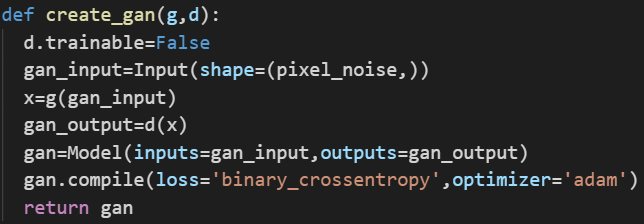 def create_gan(g,d):
  d.trainable=False
  gan_input=Input(shape=(pixel_noise,))
  x=g(gan_input)
  gan_output=d(x)
  gan=Model(inputs=gan_input,outputs=gan_output)
  gan.compile(loss='binary_crossentropy',optimizer='adam')
  return gan